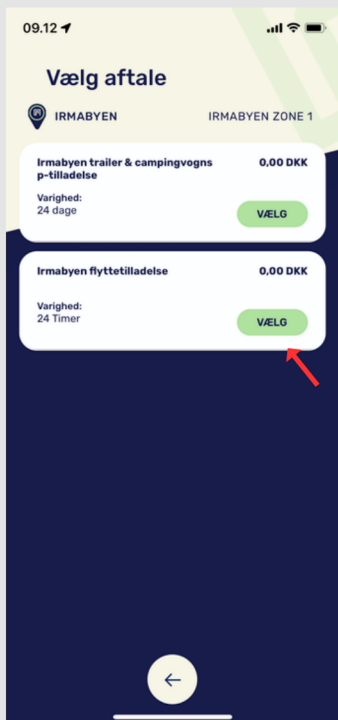 09.12
Vælg aftale
IRMABYEN IRMABYEN ZONE 1
Irmabyen trailer & campingvogns 0,00 DKK
p-tilladelse
Varighed:
24 dage
VÆLG
Irmabyen flyttetilladelse 0,00 DKK
Varighed:
24 Timer
VÆLG